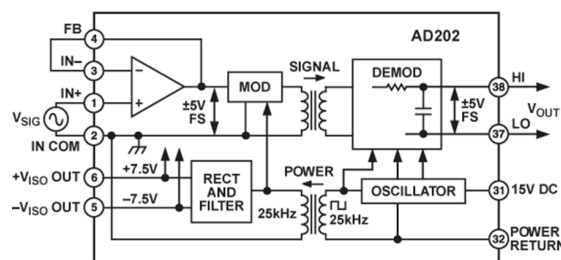 FB
4
AD202
IN–
3
SIGNAL
DEMOD
IN+
1
MOD
±5V
FS
38
HI
±5V
FS
VOUT
VSIG
2
37
LO
IN COM
+VISO OUT
6
+7.5V
RECT
AND
FILTER
POWER
OSCILLATOR
31
15V DC
–VISO OUT
5
–7.5V
25kHz
25kHz
32
POWER
RETURN